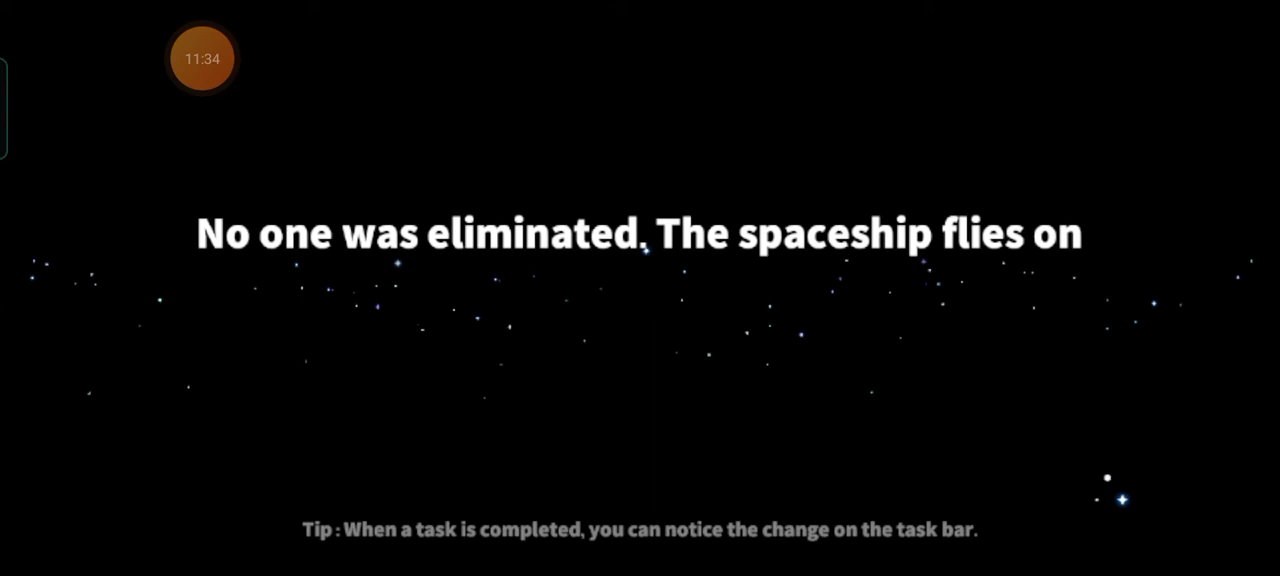 11:34
No one was eliminated. The spaceship flies on
Tip : When a task is completed, you can notice the change on the task bar.